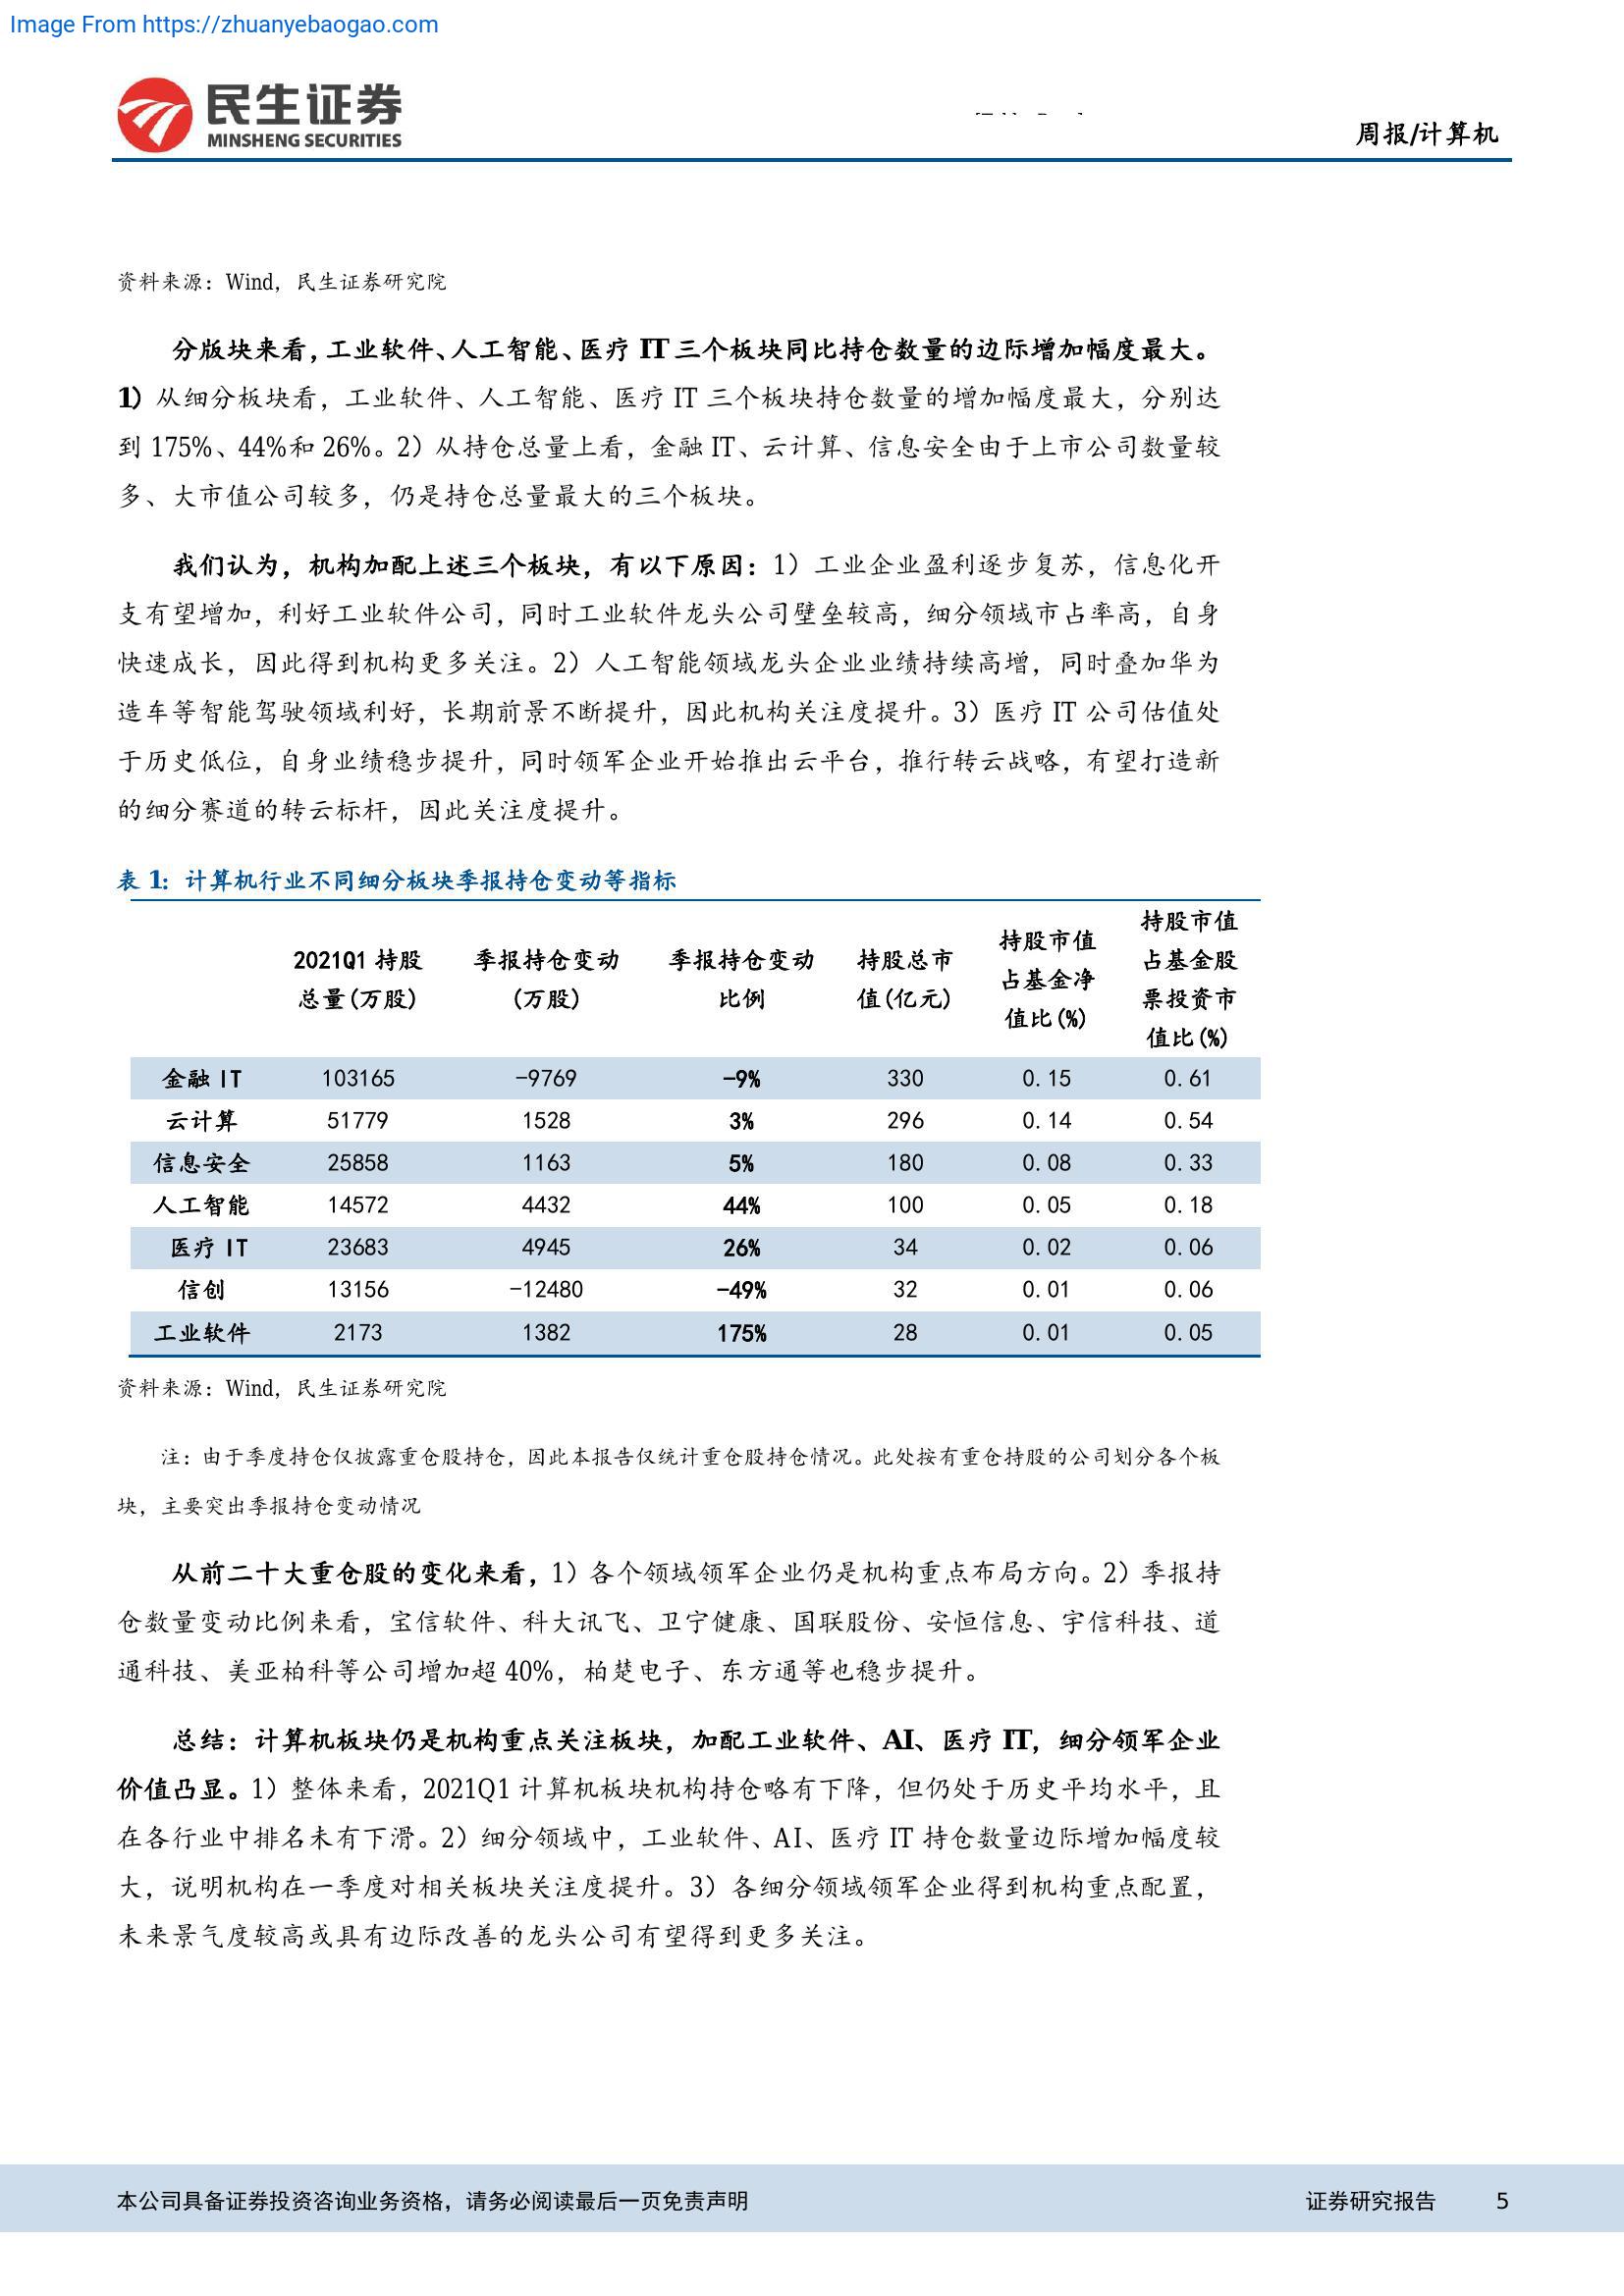 Image From https://zhuanyebaogao.com
民生证券
MINSHENG SECURITIES
周报/计算机
资料来源：Wind，民生证券研究院
分版块来看，工业软件、人工智能、医疗 IT 三个板块同比持仓数量的边际增加幅度最大。
1）从细分板块看，工业软件、人工智能、医疗 IT 三个板块持仓数量的增加幅度最大，分别达
到 175%、44%和 26%。2）从持仓总量上看，金融 IT、云计算、信息安全由于上市公司数量较
多、大市值公司较多，仍是持仓总量最大的三个板块。
我们认为，机构加配上述三个板块，有以下原因：1）工业企业盈利逐步复苏，信息化开
支有望增加，利好工业软件公司，同时工业软件龙头公司壁垒较高，细分领域市占率高，自身
快速成长，因此得到机构更多关注。2）人工智能领域龙头企业业绩持续高增，同时叠加华为
造车等智能驾驶领域利好，长期前景不断提升，因此机构关注度提升。3）医疗 IT 公司估值处
于历史低位，自身业绩稳步提升，同时领军企业开始推出云平台，推行转云战略，有望打造新
的细分赛道的转云标杆，因此关注度提升。
表 1：计算机行业不同细分板块季报持仓变动等指标
2021Q1 持股总量(万股) 季报持仓变动(万股) 季报持仓变动比例 持股总市值(亿元) 持股市值占基金净值比(%) 持股市值占基金股票投资市值比(%)
金融 IT 103165 -9769 -9% 330 0.15 0.61
云计算 51779 1528 3% 296 0.14 0.54
信息安全 25858 1163 5% 180 0.08 0.33
人工智能 14572 4432 44% 100 0.05 0.18
医疗 IT 23683 4945 26% 34 0.02 0.06
信创 13156 -12480 -49% 32 0.01 0.06
工业软件 2173 1382 175% 28 0.01 0.05
资料来源：Wind，民生证券研究院
注：由于季度持仓仅披露重仓股持仓，因此本报告仅统计重仓股持仓情况。此处按有重仓持股的公司划分各个板
块，主要突出季报持仓变动情况
从前二十大重仓股的变化来看，1）各个领域领军企业仍是机构重点布局方向。2）季报持
仓数量变动比例来看，宝信软件、科大讯飞、卫宁健康、国联股份、安恒信息、宇信科技、道
通科技、美亚柏科等公司增加超 40%，柏楚电子、东方通等也稳步提升。
总结：计算机板块仍是机构重点关注板块，加配工业软件、AI、医疗 IT，细分领军企业
价值凸显。1）整体来看，2021Q1 计算机板块机构持仓略有下降，但仍处于历史平均水平，且
在各行业中排名未有下滑。2）细分领域中，工业软件、AI、医疗 IT 持仓数量边际增加幅度较
大，说明机构在一季度对相关板块关注度提升。3）各细分领域领军企业得到机构重点配置，
未来景气度较高或具有边际改善的龙头公司有望得到更多关注。
本公司具备证券投资咨询业务资格，请务必阅读最后一页免责声明 证券研究报告 5